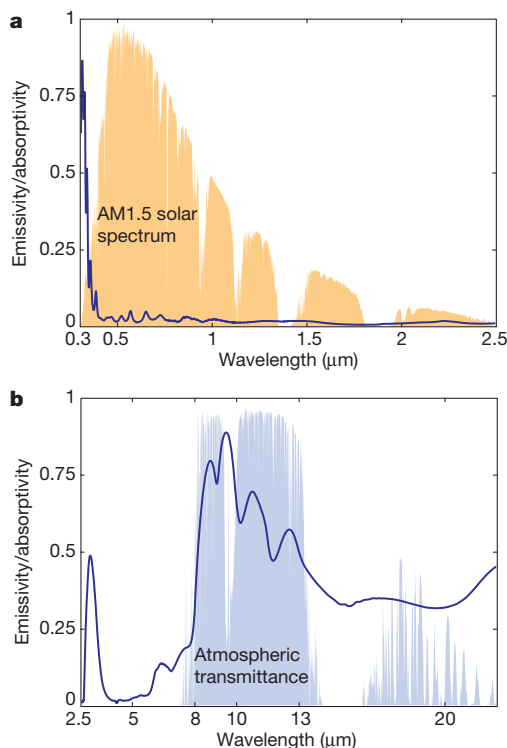 a
1
0.75
0.5
0.25
0
Emissivity/absorptivity
AM1.5 solar
spectrum
0.3
0.5
1
1.5
2
2.5
Wavelength (μm)
b
1
0.75
0.5
0.25
0
Emissivity/absorptivity
Atmospheric
transmittance
2.5
5
8
10
13
20
Wavelength (μm)